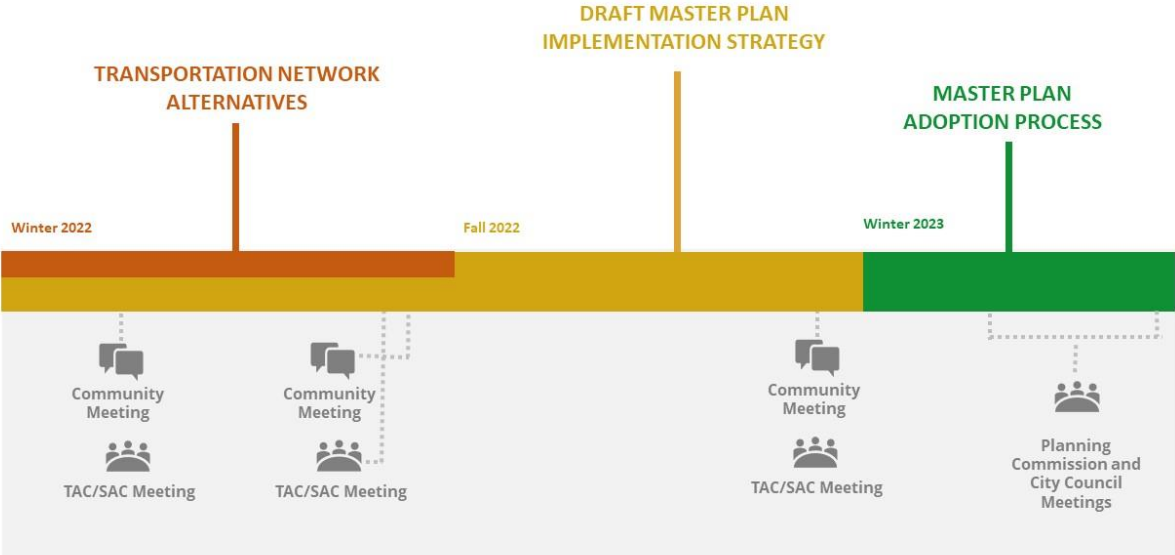 DRAFT MASTER PLAN
IMPLEMENTATION STRATEGY
TRANSPORTATION NETWORK
ALTERNATIVES
MASTER PLAN
ADOPTION PROCESS
Winter 2022
Fall 2022
Winter 2023
Community
Meeting
TAC/SAC Meeting
Community
Meeting
TAC/SAC Meeting
Community
Meeting
TAC/SAC Meeting
Planning
Commission and
City Council
Meetings